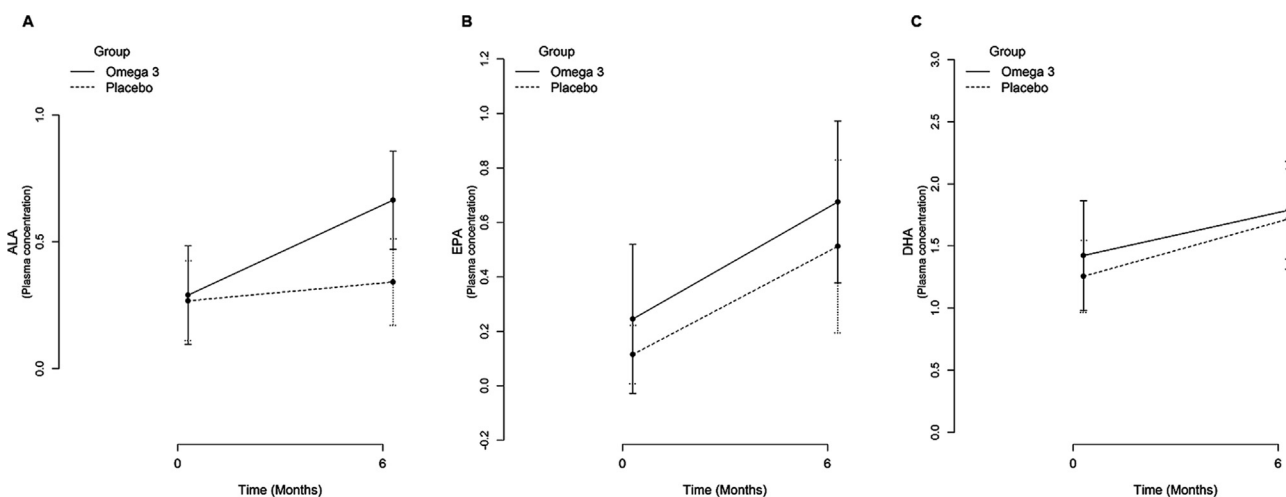 A
Group
Omega 3
Placebo
1.0
0.5
0.0
ALA
(Plasma concentration)
0
6
Time (Months)
B
Group
Omega 3
Placebo
1.2
1.0
0.8
0.6
0.4
0.2
0.0
-0.2
EPA
(Plasma concentration)
0
6
Time (Months)
C
Group
Omega 3
Placebo
3.0
2.5
2.0
1.5
1.0
0.5
0.0
DHA
(Plasma concentration)
0
6
Time (Months)